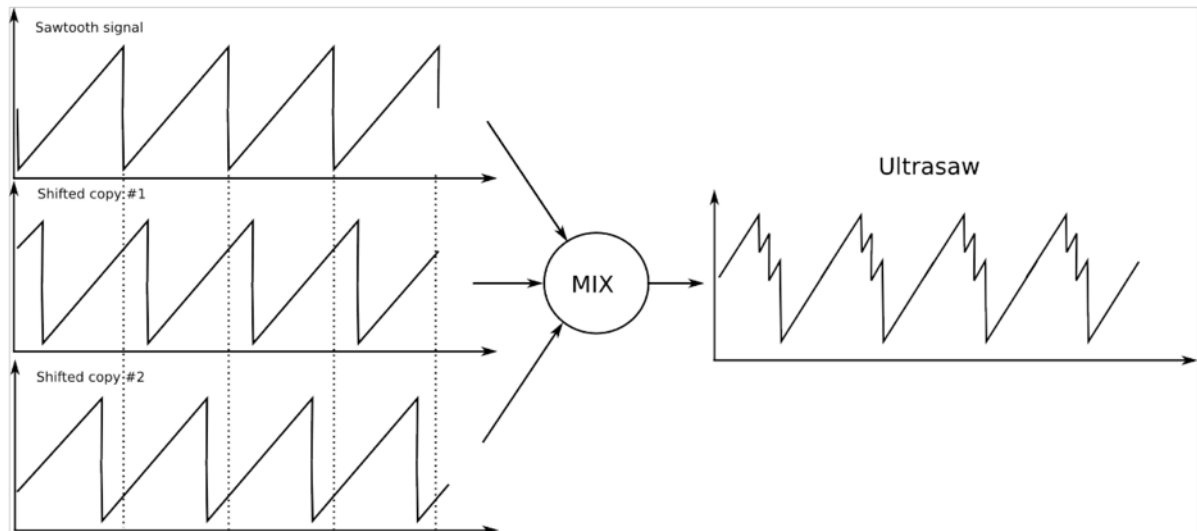 Sawtooth signal
Shifted copy #1
Shifted copy #2
MIX
Ultrasaw